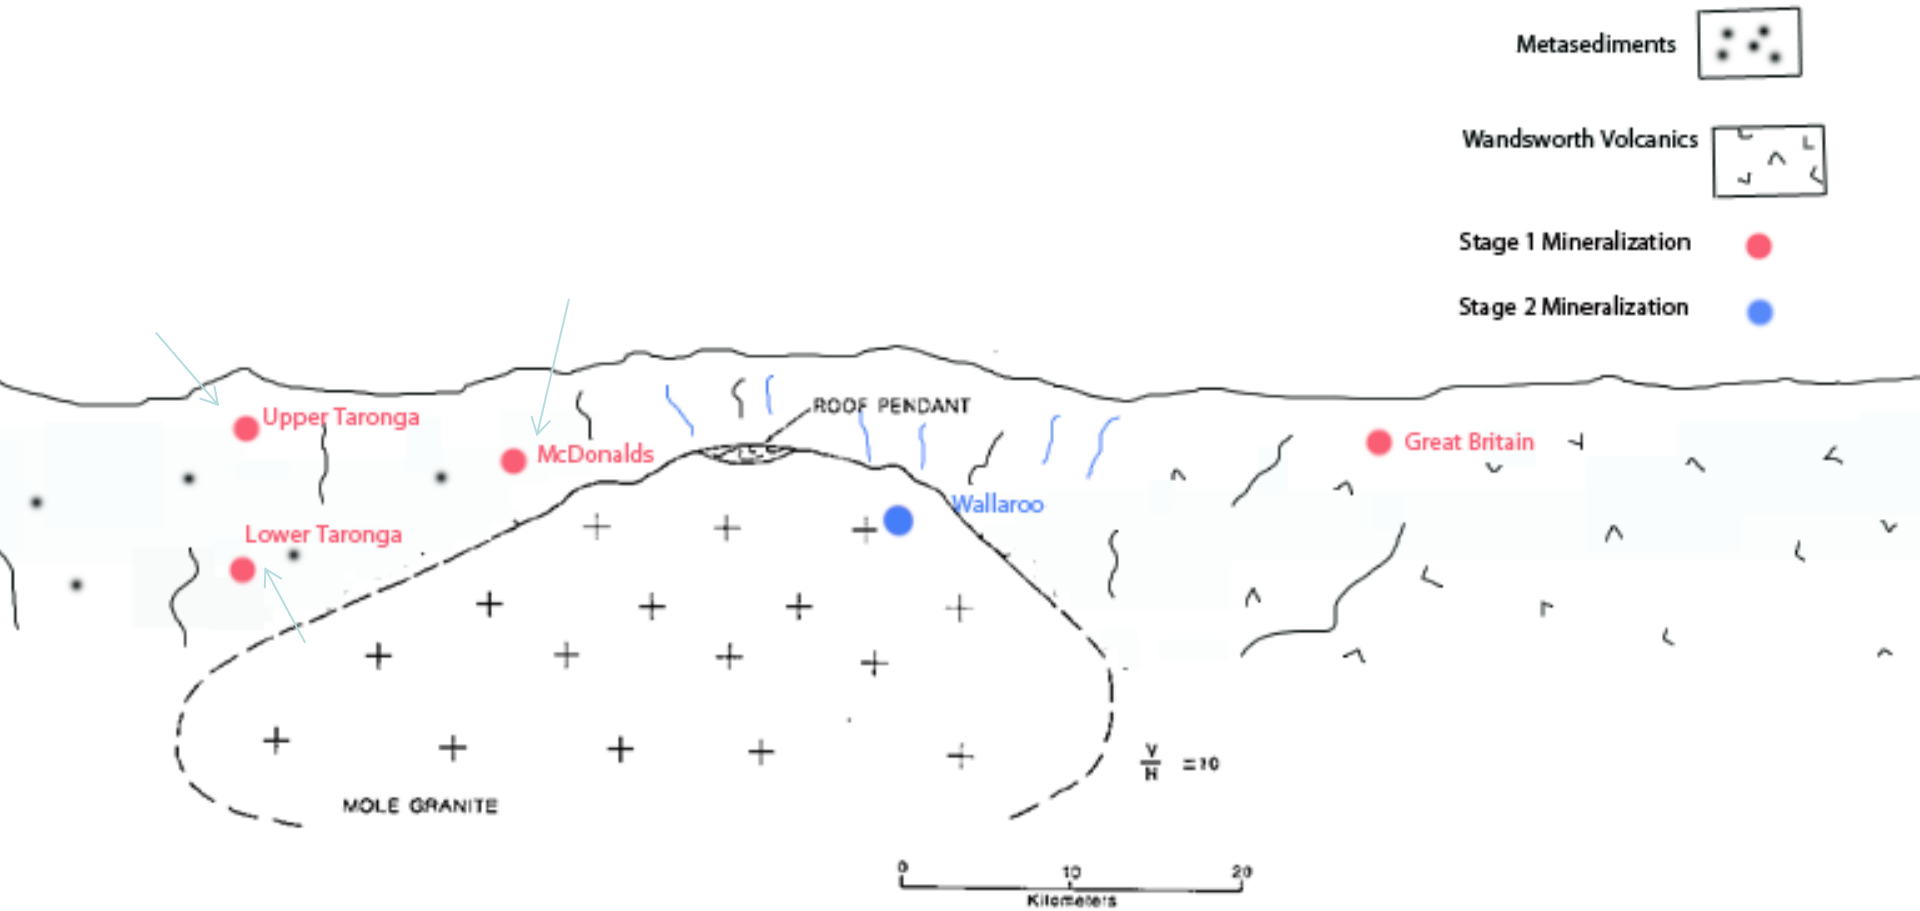 Metasediments
Wandsworth Volcanics
Stage 1 Mineralization
Stage 2 Mineralization
ROOF PENDANT
Upper Taronga
McDonalds
Great Britain
Wallaroo
Lower Taronga
V
H
=10
MOLE GRANITE
0 10 20
Kilometers